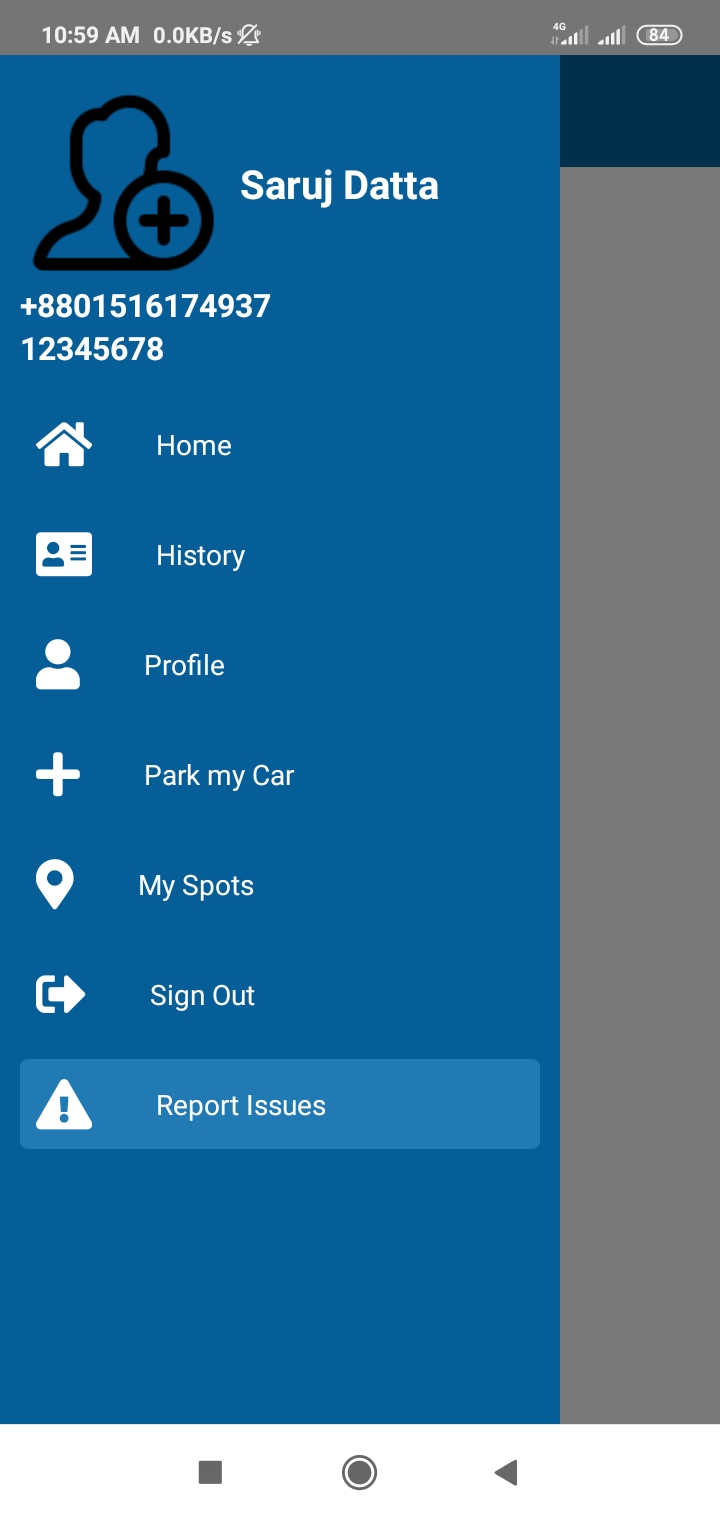 10:59 AM 0.0KB/s 4G 84
Saruj Datta
+8801516174937
12345678
Home
History
Profile
Park my Car
My Spots
Sign Out
Report Issues